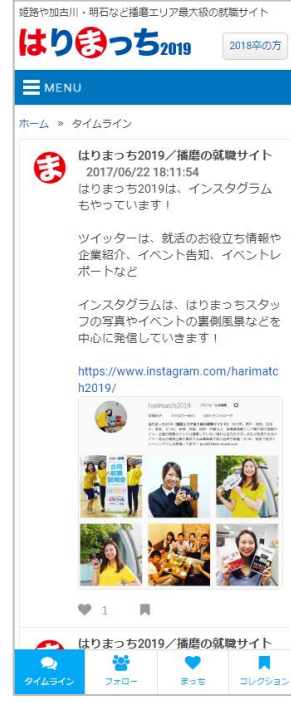 姫路や加古川・明石など播磨エリア最大級の就職サイト
はりまっち2019
2018卒の方
MENU
ホーム » タイムライン
はりまっち2019／播磨の就職サイト
2017/06/22 18:11:54
はりまっち2019は、インスタグラム
もやっています！
ツイッターは、就活のお役立ち情報や
企業紹介、イベント告知、イベントレ
ポートなど
インスタグラムは、はりまっちスタッ
フの写真やイベントの裏側風景などを
中心に発信していきます！
https://www.instagram.com/harimatc
h2019/
harimatch2019
1
はりまっち2019／播磨の就職サイト
タイムライン
フォロー
まっち
コレクション